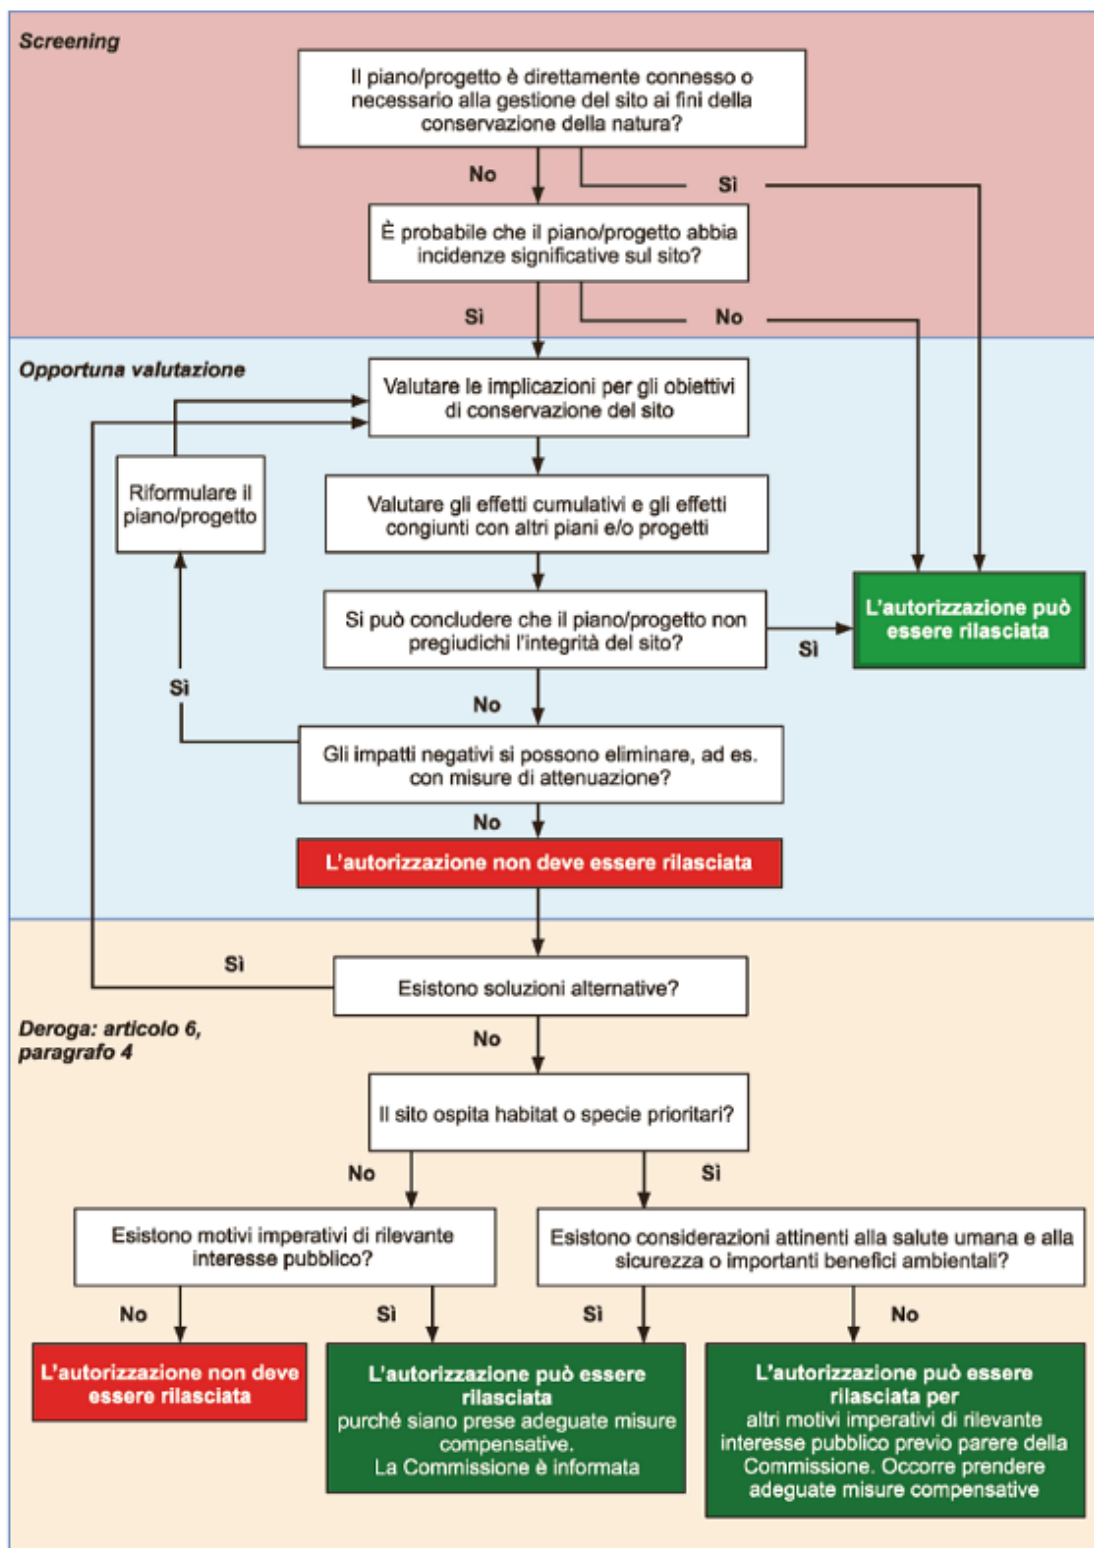 Screening
Il piano/progetto è direttamente connesso o
necessario alla gestione del sito ai fini della
conservazione della natura?
No
Sì
È probabile che il piano/progetto abbia
incidenze significative sul sito?
Sì
No
Opportuna valutazione
Valutare le implicazioni per gli obiettivi
di conservazione del sito
Riformulare il
piano/progetto
Valutare gli effetti cumulativi e gli effetti
congiunti con altri piani e/o progetti
Si può concludere che il piano/progetto non
pregiudichi l'integrità del sito?
Sì
L'autorizzazione può
essere rilasciata
Sì
No
Gli impatti negativi si possono eliminare, ad es.
con misure di attenuazione?
No
L'autorizzazione non deve essere rilasciata
Sì
Esistono soluzioni alternative?
Deroga: articolo 6,
paragrafo 4
No
Il sito ospita habitat o specie prioritari?
No
Sì
Esistono motivi imperativi di rilevante
interesse pubblico?
Esistono considerazioni attinenti alla salute umana e alla
sicurezza o importanti benefici ambientali?
No
Sì
Sì
No
L'autorizzazione non deve
essere rilasciata
L'autorizzazione può essere
rilasciata
purché siano prese adeguate misure
compensative.
La Commissione è informata
L'autorizzazione può essere
rilasciata per
altri motivi imperativi di rilevante
interesse pubblico previo parere della
Commissione. Occorre prendere
adeguate misure compensative